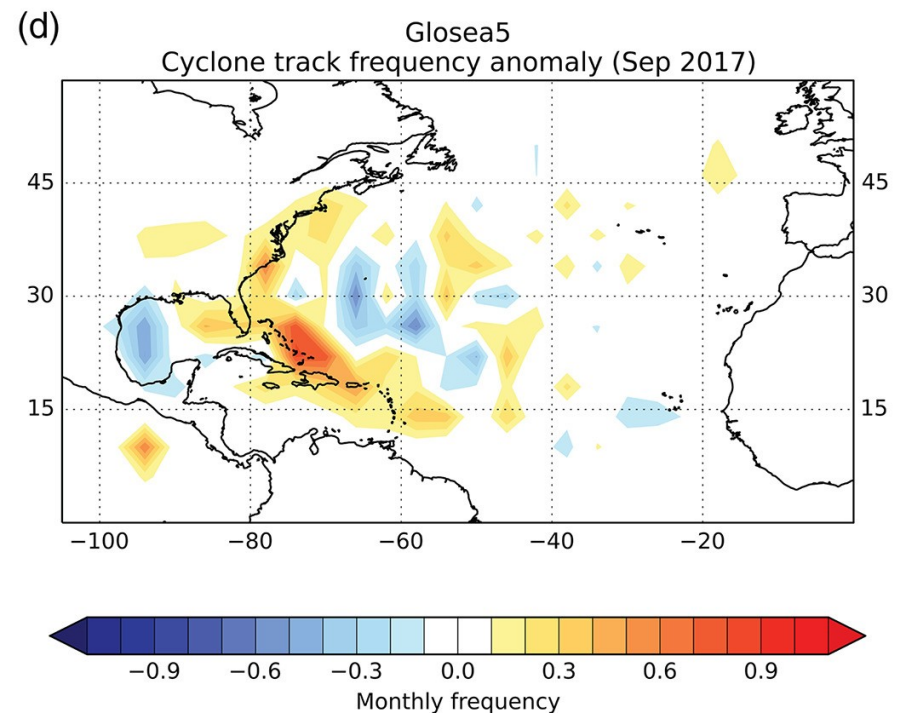 (d)
Glosea5
Cyclone track frequency anomaly (Sep 2017)
45 45
30 30
15 15
−100 −80 −60 −40 −20
−0.9 −0.6 −0.3 0.0 0.3 0.6 0.9
Monthly frequency